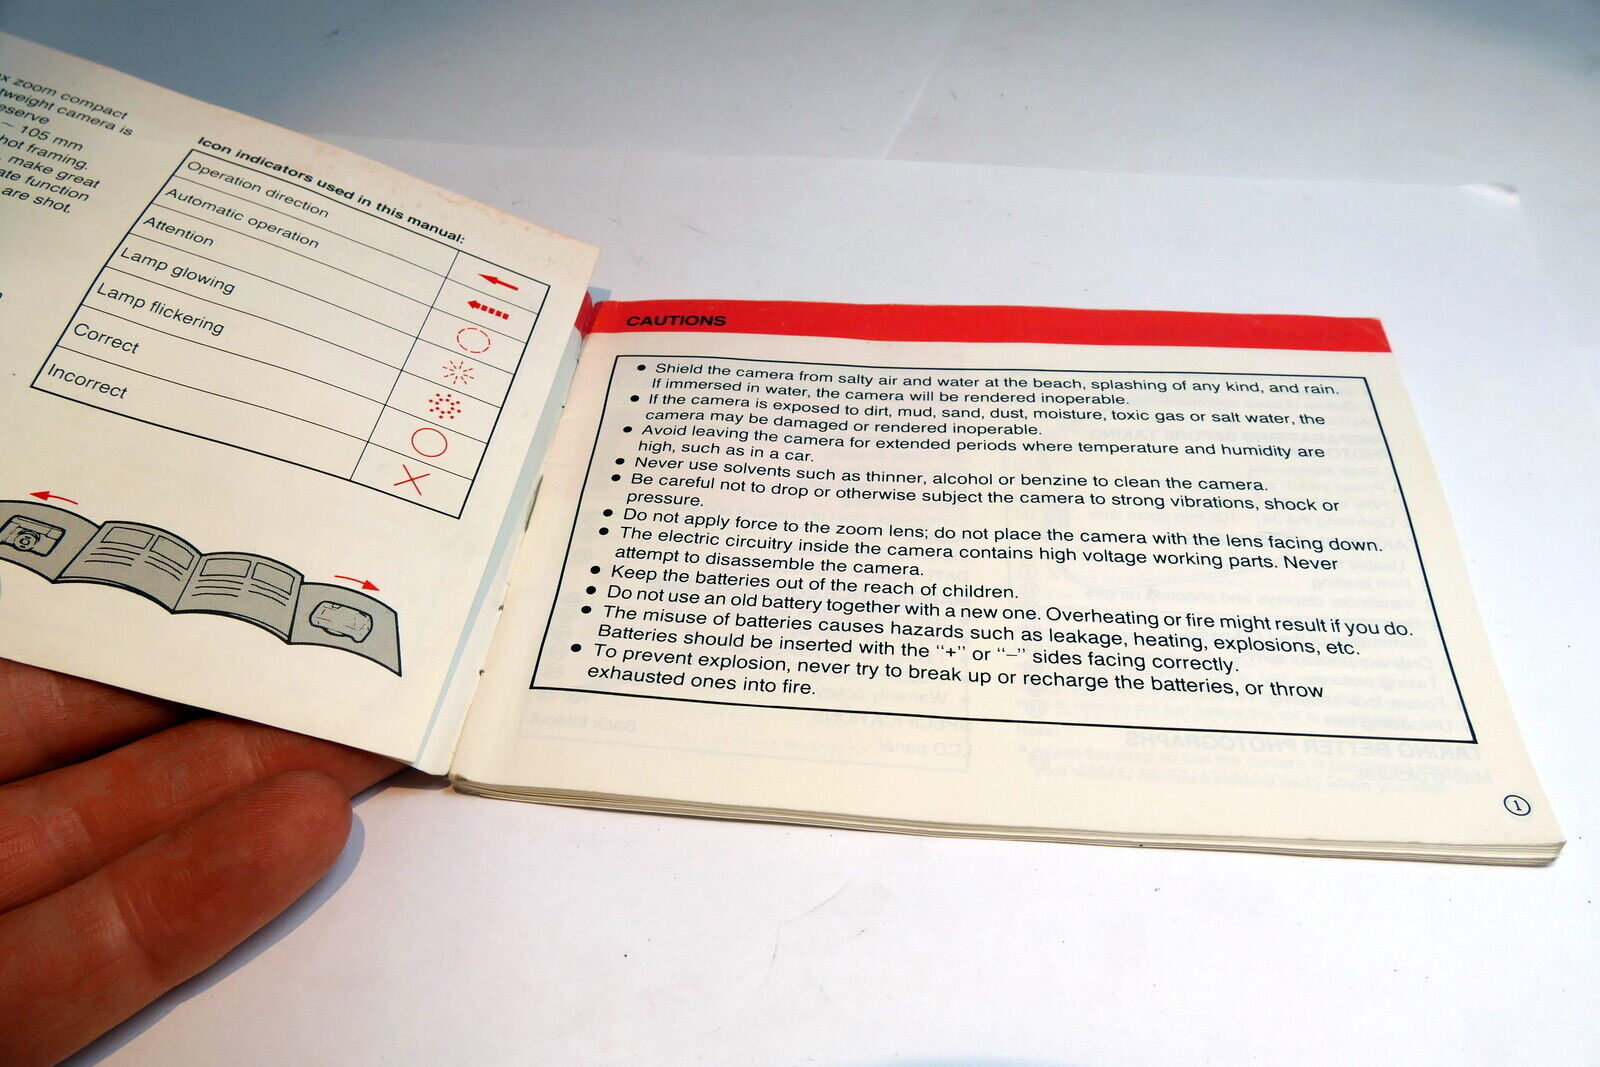 x zoom compact
tweight camera is
eserve
~ 105 mm
hot framing.
make great
ate function
are shot.
Icon indicators used in this manual:
Operation direction
Automatic operation
Attention
Lamp glowing
Lamp flickering
Correct
Incorrect
CAUTIONS
● Shield the camera from salty air and water at the beach, splashing of any kind, and rain.
If immersed in water, the camera will be rendered inoperable.
● If the camera is exposed to dirt, mud, sand, dust, moisture, toxic gas or salt water, the
camera may be damaged or rendered inoperable.
● Avoid leaving the camera for extended periods where temperature and humidity are
high, such as in a car.
● Never use solvents such as thinner, alcohol or benzine to clean the camera.
● Be careful not to drop or otherwise subject the camera to strong vibrations, shock or
pressure.
● Do not apply force to the zoom lens; do not place the camera with the lens facing down.
● The electric circuitry inside the camera contains high voltage working parts. Never
attempt to disassemble the camera.
● Keep the batteries out of the reach of children.
● Do not use an old battery together with a new one. Overheating or fire might result if you do.
● The misuse of batteries causes hazards such as leakage, heating, explosions, etc.
Batteries should be inserted with the "+" or "–" sides facing correctly.
● To prevent explosion, never try to break up or recharge the batteries, or throw
exhausted ones into fire.
1